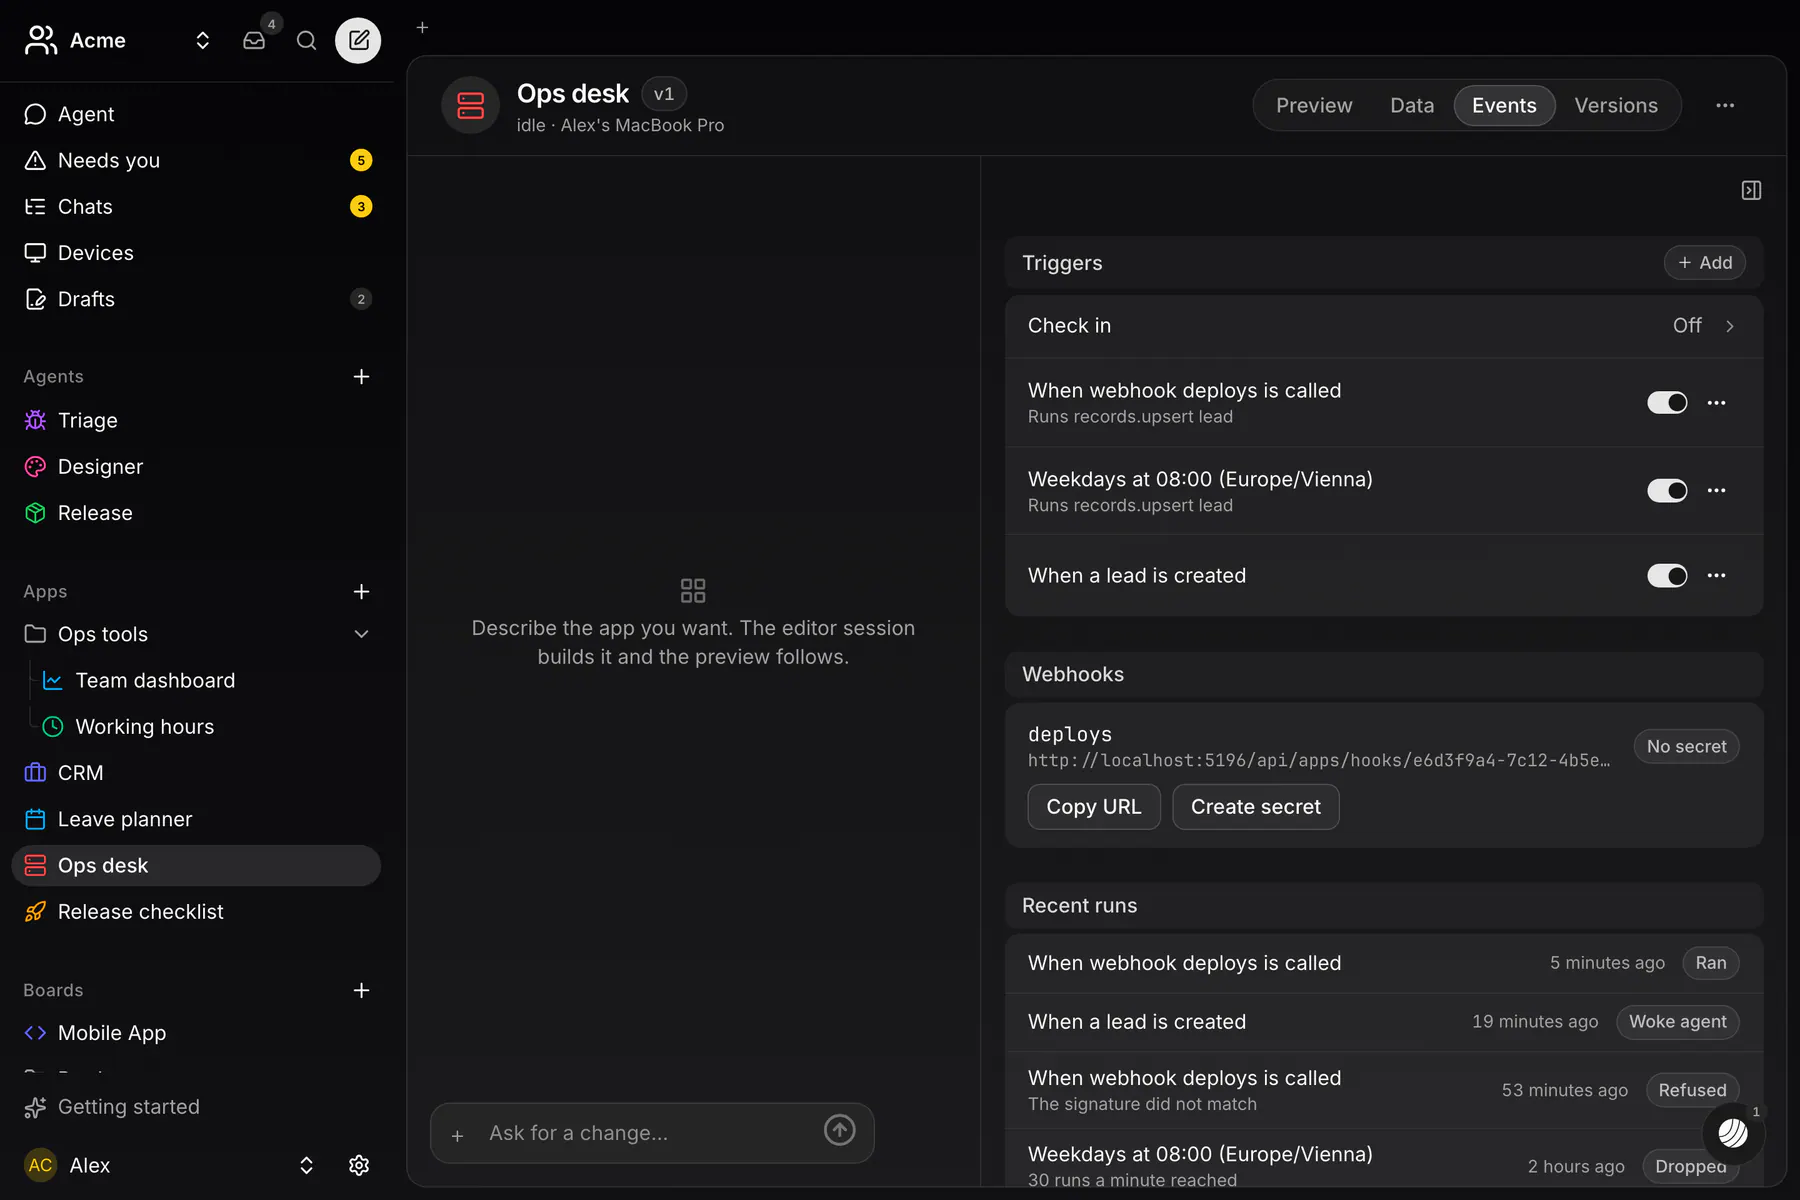 Acme
4
Agent
Needs you
5
Chats
3
Devices
Drafts
2
Agents
Triage
Designer
Release
Apps
Ops tools
Team dashboard
Working hours
CRM
Leave planner
Ops desk
Release checklist
Boards
Mobile App
Getting started
AC
Alex
Ops desk
v1
idle · Alex's MacBook Pro
Preview
Data
Events
Versions
Describe the app you want. The editor session
builds it and the preview follows.
Ask for a change...
Triggers
+ Add
Check in
Off
When webhook deploys is called
Runs records.upsert lead
Weekdays at 08:00 (Europe/Vienna)
Runs records.upsert lead
When a lead is created
Webhooks
deploys
http://localhost:5196/api/apps/hooks/e6d3f9a4-7c12-4b5e…
No secret
Copy URL
Create secret
Recent runs
When webhook deploys is called
5 minutes ago
Ran
When a lead is created
19 minutes ago
Woke agent
When webhook deploys is called
The signature did not match
53 minutes ago
Refused
1
Weekdays at 08:00 (Europe/Vienna)
30 runs a minute reached
2 hours ago
Dropped